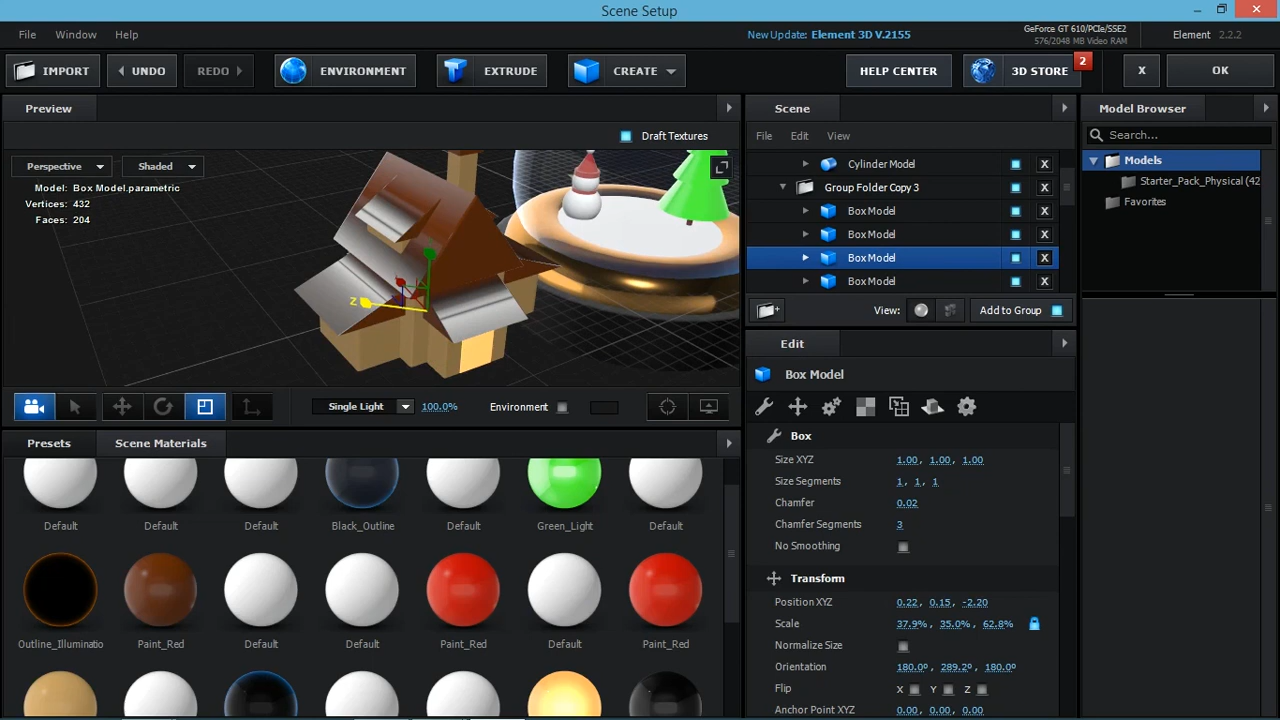 Scene Setup
File Window Help
New Update: Element 3D V.2155
GeForce GT 610/PCIe/SSE2
576/2048 MB Video RAM
Element 2.2.2
IMPORT UNDO REDO ENVIRONMENT EXTRUDE CREATE HELP CENTER 3D STORE 2 X OK
Preview
Draft Textures
Perspective Shaded
Model: Box Model.parametric
Vertices: 432
Faces: 204
Z
Single Light 100.0% Environment
Presets Scene Materials
Default Default Default Black_Outline Default Green_Light Default
Outline_Illuminatio Paint_Red Default Default Paint_Red Default Paint_Red
Scene
File Edit View
Cylinder Model X
Group Folder Copy 3 X
Box Model X
Box Model X
Box Model X
Box Model X
View: Add to Group
Edit
Box Model
Box
Size XYZ 1.00, 1.00, 1.00
Size Segments 1, 1, 1
Chamfer 0.02
Chamfer Segments 3
No Smoothing
Transform
Position XYZ 0.22, 0.15, -2.20
Scale 37.9%, 35.0%, 62.8%
Normalize Size
Orientation 180.0º, 289.2º, 180.0º
Flip X Y Z
Anchor Point XYZ 0.00, 0.00, 0.00
Model Browser
Search...
Models
Starter_Pack_Physical (42
Favorites